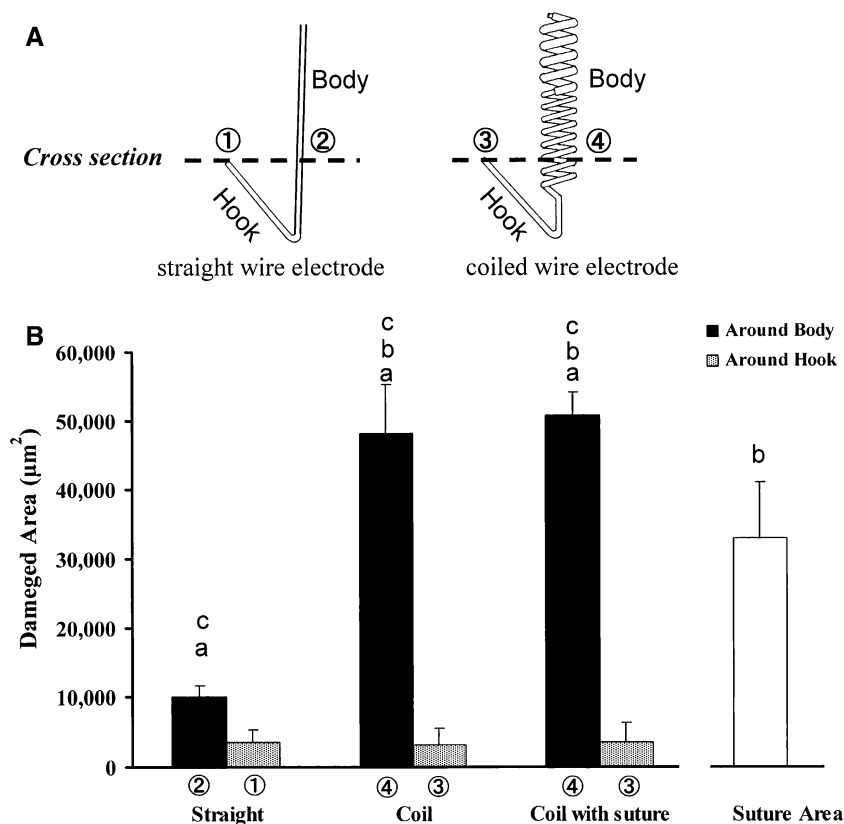 A
Body
Body
① ②
③ ④
Cross section
Hook
Hook
straight wire electrode
coiled wire electrode
B
c
b
a
c
b
a
Around Body
Around Hook
60,000
50,000
40,000
30,000
20,000
10,000
0
Dameged Area (µm²)
c
a
b
② ①
④ ③
④ ③
Straight
Coil
Coil with suture
Suture Area